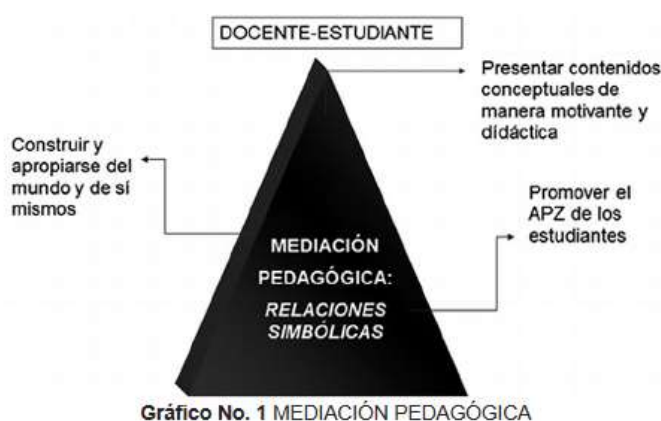 DOCENTE-ESTUDIANTE
Presentar contenidos
conceptuales de
manera motivante y
didáctica
Construir y
apropiarse del
mundo y de sí
mismos
Promover el
APZ de los
estudiantes
MEDIACIÓN
PEDAGÓGICA:
RELACIONES
SIMBÓLICAS
Gráfico No. 1 MEDIACIÓN PEDAGÓGICA